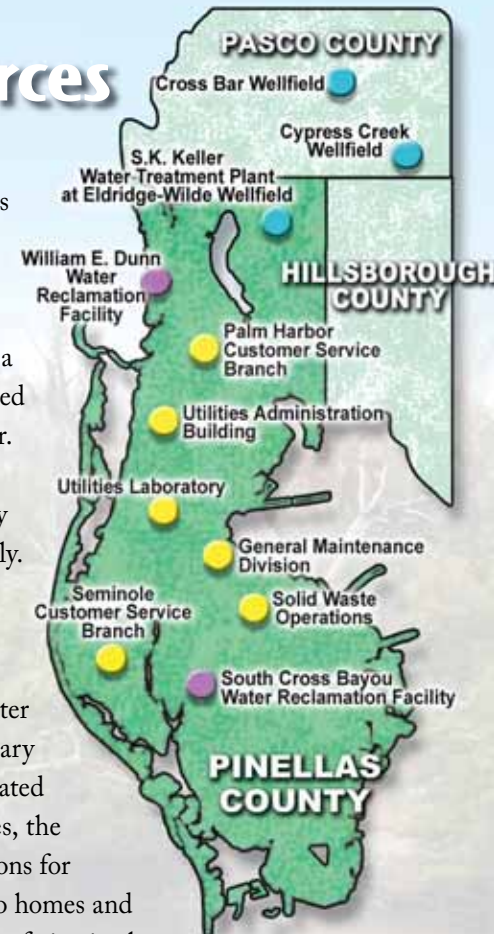 rces
PASCO COUNTY
Cross Bar Wellfield
Cypress Creek
Wellfield
S.K. Keller
Water Treatment Plant
at Eldridge-Wilde Wellfield
s
William E. Dunn
Water
Reclamation
Facility
HILLSBOROUGH
COUNTY
Palm Harbor
Customer Service
Branch
a
ed
r.
Utilities Administration
Building
Utilities Laboratory
y
ly.
General Maintenance
Division
Seminole
Customer Service
Branch
Solid Waste
Operations
South Cross Bayou
Water Reclamation Facility
ter
ary
ated
es, the
ons for
o homes and
PINELLAS
COUNTY